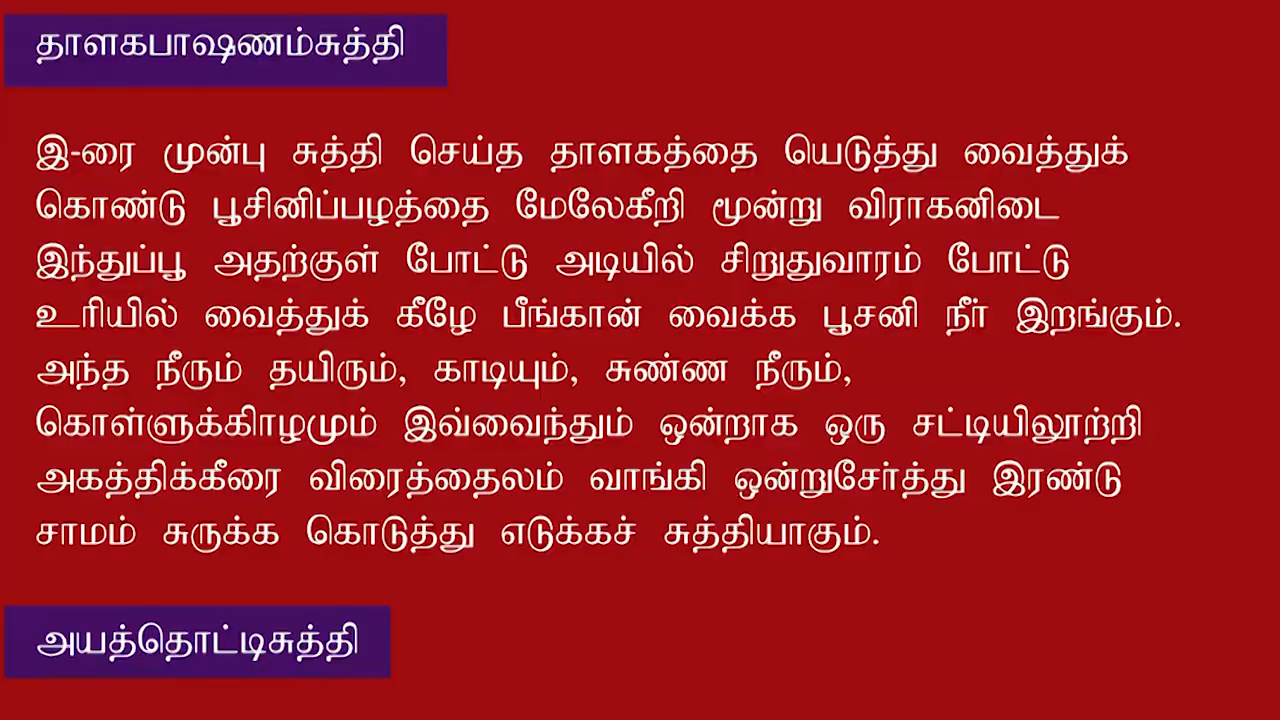 தாளகபாஷணம்சுத்தி
இ-ரை முன்பு சுத்தி செய்த தாளகத்தை யெடுத்து வைத்துக்
கொண்டு பூசினிப்பழத்தை மேலேகீறி மூன்று விராகனிடை
இந்துப்பூ அதற்குள் போட்டு அடியில் சிறுதுவாரம் போட்டு
உரியில் வைத்துக் கீழே பீங்கான் வைக்க பூசனி நீர் இறங்கும்.
அந்த நீரும் தயிரும், காடியும், சுண்ண நீரும்,
கொள்ளுக்கிாழமும் இவ்வைந்தும் ஒன்றாக ஒரு சட்டியிலூற்றி
அகத்திக்கீரை விரைத்தைலம் வாங்கி ஒன்றுசேர்த்து இரண்டு
சாமம் சுருக்க கொடுத்து எடுக்கச் சுத்தியாகும்.
அயத்தொட்டிசுத்தி